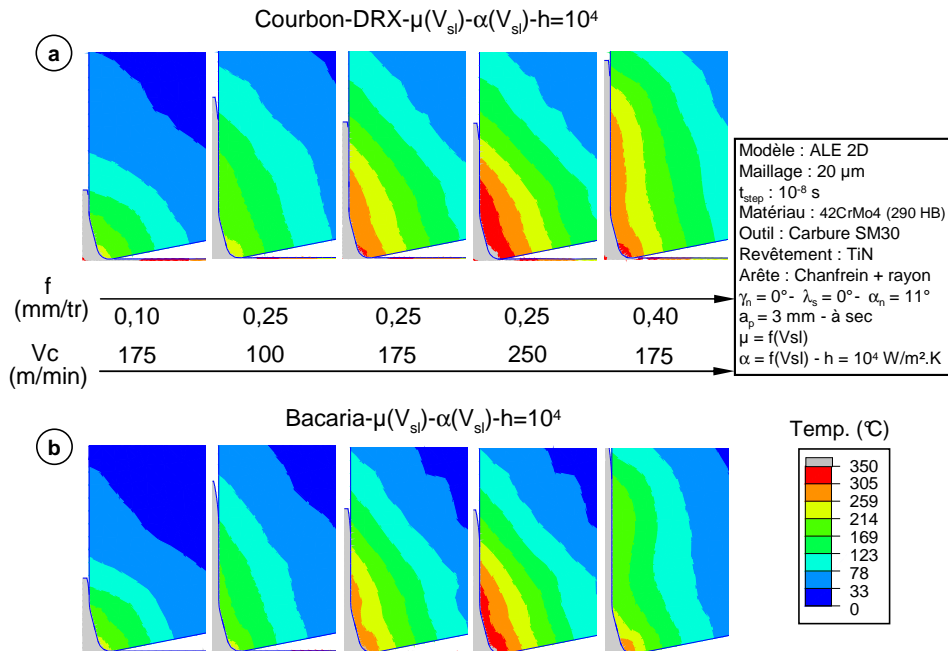 Courbon-DRX-μ(Vsl)-α(Vsl)-h=10⁴
a
f
(mm/tr)
0,10 0,25 0,25 0,25 0,40
Vc
(m/min)
175 100 175 250 175
Modèle : ALE 2D
Maillage : 20 µm
tstep : 10⁻⁸ s
Matériau : 42CrMo4 (290 HB)
Outil : Carbure SM30
Revêtement : TiN
Arête : Chanfrein + rayon
γn = 0°- λs = 0°- αn = 11°
ap = 3 mm - à sec
µ = f(Vsl)
α = f(Vsl) - h = 10⁴ W/m².K
Bacaria-μ(Vsl)-α(Vsl)-h=10⁴
b
Temp. (℃)
350
305
259
214
169
123
78
33
0